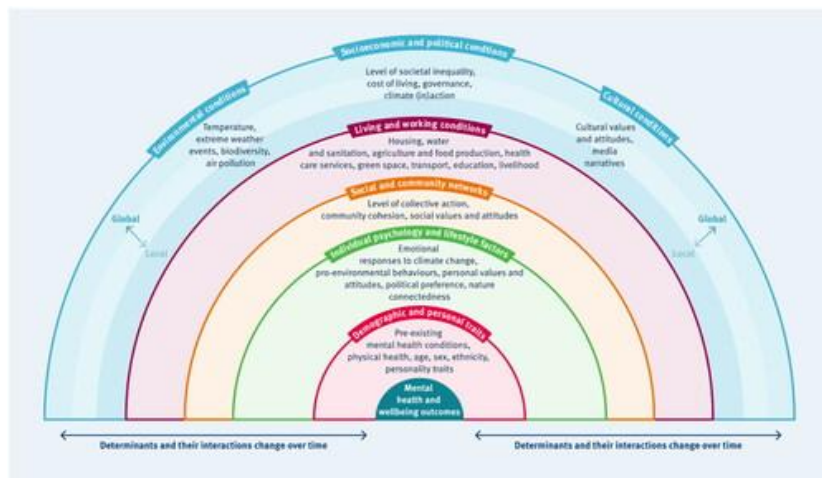 Socioeconomic and political conditions
Level of societal inequality,
cost of living, governance,
climate (in)action
Environmental conditions
Temperature,
extreme weather
events, biodiversity,
air pollution
Cultural conditions
Cultural values
and attitudes,
media
narratives
Living and working conditions
Housing, water
and sanitation, agriculture and food production, health
care services, green space, transport, education, livelihood
Social and community networks
Level of collective action,
community cohesion, social values and attitudes
Global
Local
Global
Local
Individual psychology and lifestyle factors
Emotional
responses to climate change,
pro-environmental behaviours, personal values and
attitudes, political preference, nature
connectedness
Demographic and personal traits
Pre-existing
mental health conditions,
physical health, age, sex, ethnicity,
personality traits
Mental
health and
wellbeing outcomes
Determinants and their interactions change over time
Determinants and their interactions change over time